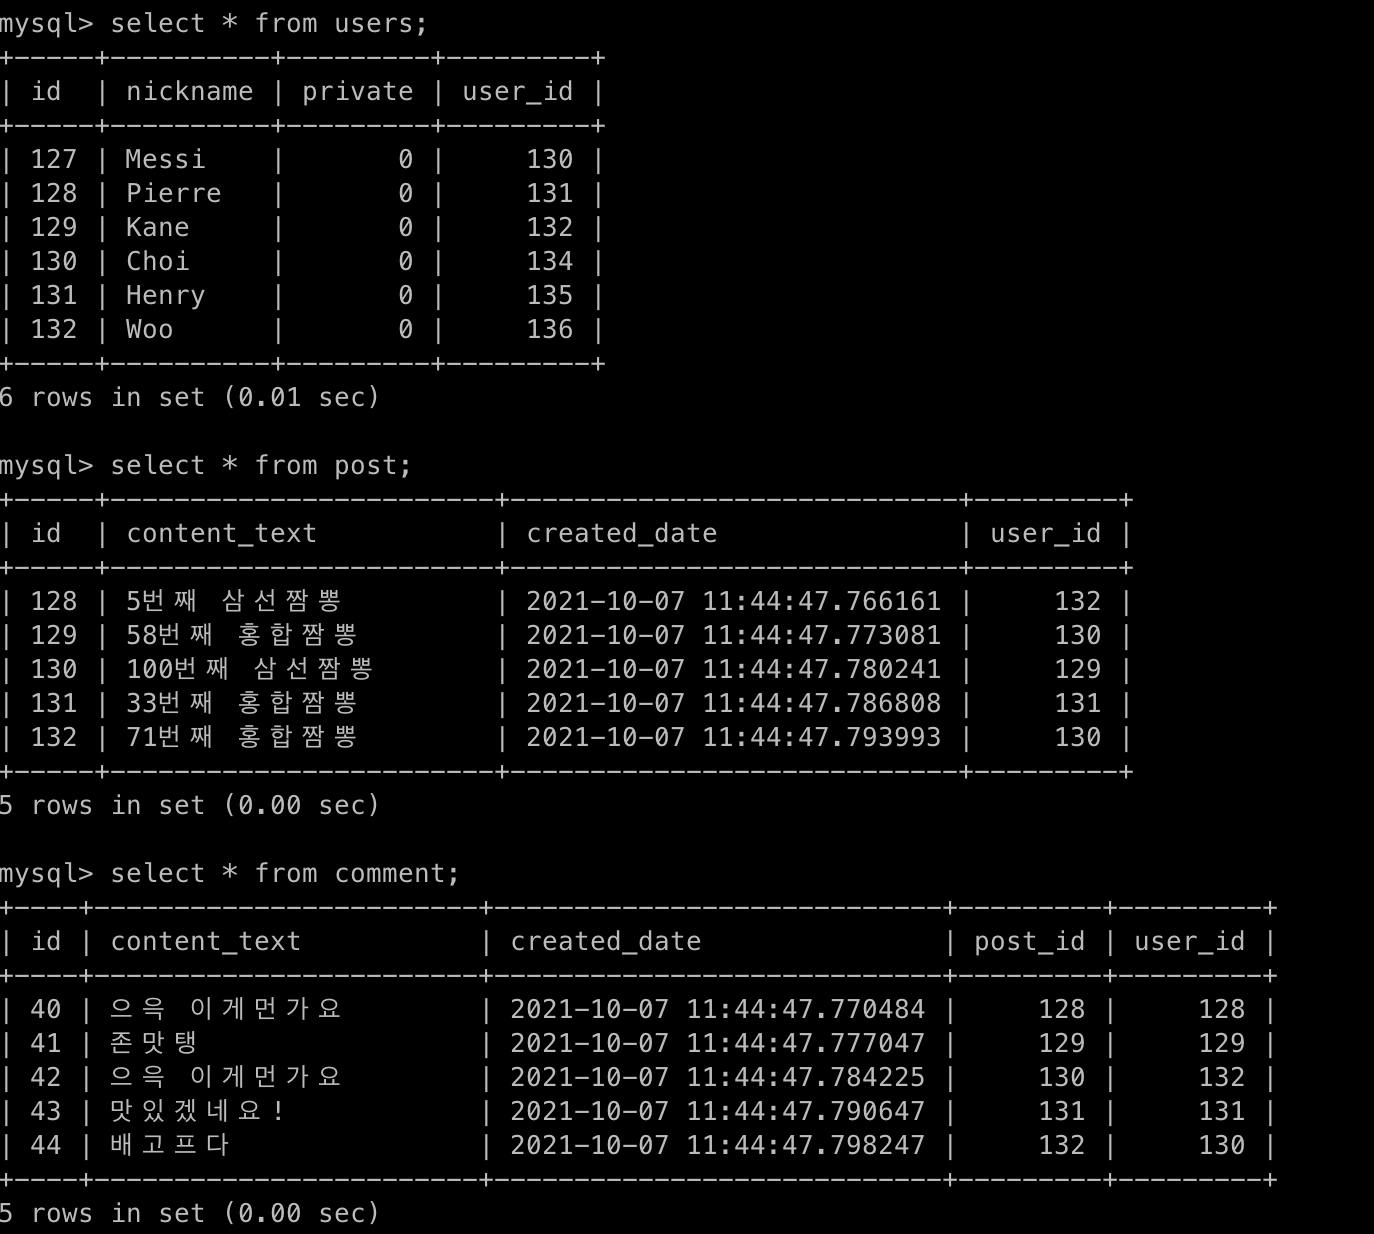 mysql> select * from users;
+-----+----------+---------+---------+
| id  | nickname | private | user_id |
+-----+----------+---------+---------+
| 127 | Messi    |       0 |     130 |
| 128 | Pierre   |       0 |     131 |
| 129 | Kane     |       0 |     132 |
| 130 | Choi     |       0 |     134 |
| 131 | Henry    |       0 |     135 |
| 132 | Woo      |       0 |     136 |
+-----+----------+---------+---------+
6 rows in set (0.01 sec)
mysql> select * from post;
+-----+------------------------+----------------------------+---------+
| id  | content_text           | created_date               | user_id |
+-----+------------------------+----------------------------+---------+
| 128 | 5번째 삼선짬뽕 | 2021-10-07 11:44:47.766161 |     132 |
| 129 | 58번째 홍합짬뽕 | 2021-10-07 11:44:47.773081 |     130 |
| 130 | 100번째 삼선짬뽕 | 2021-10-07 11:44:47.780241 |     129 |
| 131 | 33번째 홍합짬뽕 | 2021-10-07 11:44:47.786808 |     131 |
| 132 | 71번째 홍합짬뽕 | 2021-10-07 11:44:47.793993 |     130 |
+-----+------------------------+----------------------------+---------+
5 rows in set (0.00 sec)
mysql> select * from comment;
+----+------------------------+----------------------------+---------+---------+
| id | content_text           | created_date               | post_id | user_id |
+----+------------------------+----------------------------+---------+---------+
| 40 | 으윽 이게먼가요 | 2021-10-07 11:44:47.770484 |     128 |     128 |
| 41 | 존맛탱 | 2021-10-07 11:44:47.777047 |     129 |     129 |
| 42 | 으윽 이게먼가요 | 2021-10-07 11:44:47.784225 |     130 |     132 |
| 43 | 맛있겠네요! | 2021-10-07 11:44:47.790647 |     131 |     131 |
| 44 | 배고프다 | 2021-10-07 11:44:47.798247 |     132 |     130 |
+----+------------------------+----------------------------+---------+---------+
5 rows in set (0.00 sec)